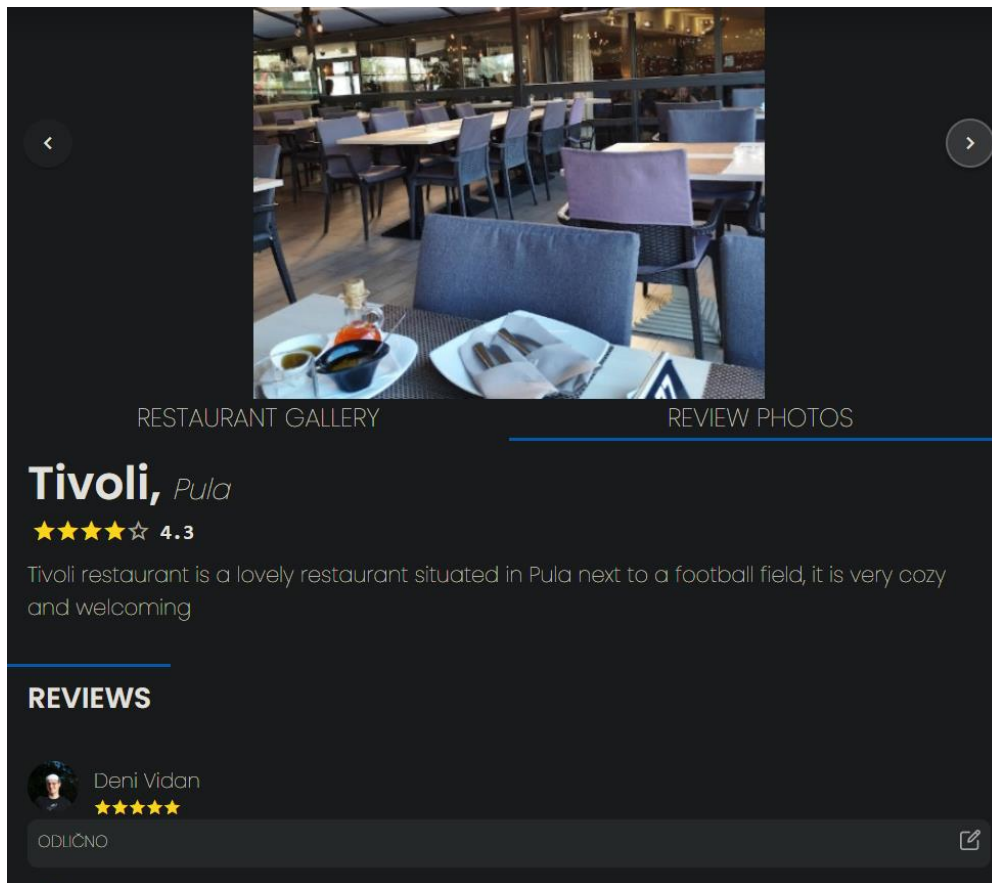 RESTAURANT GALLERY REVIEW PHOTOS
Tivoli, Pula
4.3
Tivoli restaurant is a lovely restaurant situated in Pula next to a football field, it is very cozy
and welcoming
REVIEWS
Deni Vidan
ODLIČNO